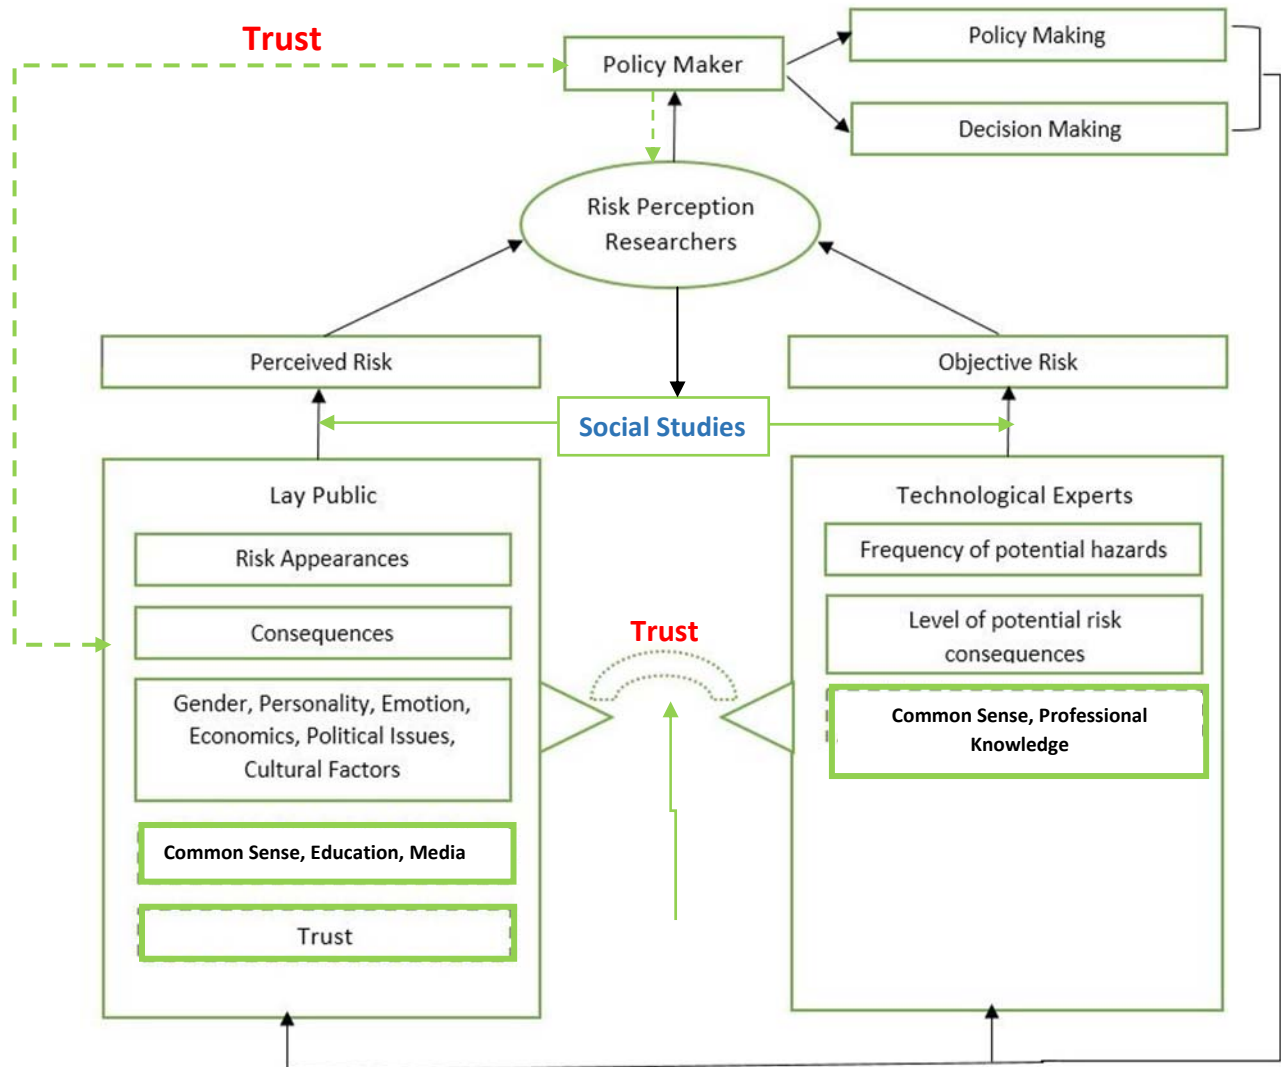 Trust
Policy Maker
Policy Making
Decision Making
Risk Perception
Researchers
Perceived Risk
Objective Risk
Social Studies
Lay Public
Risk Appearances
Consequences
Gender, Personality, Emotion,
Economics, Political Issues,
Cultural Factors
Common Sense, Education, Media
Trust
Trust
Technological Experts
Frequency of potential hazards
Level of potential risk
consequences
Common Sense, Professional
Knowledge